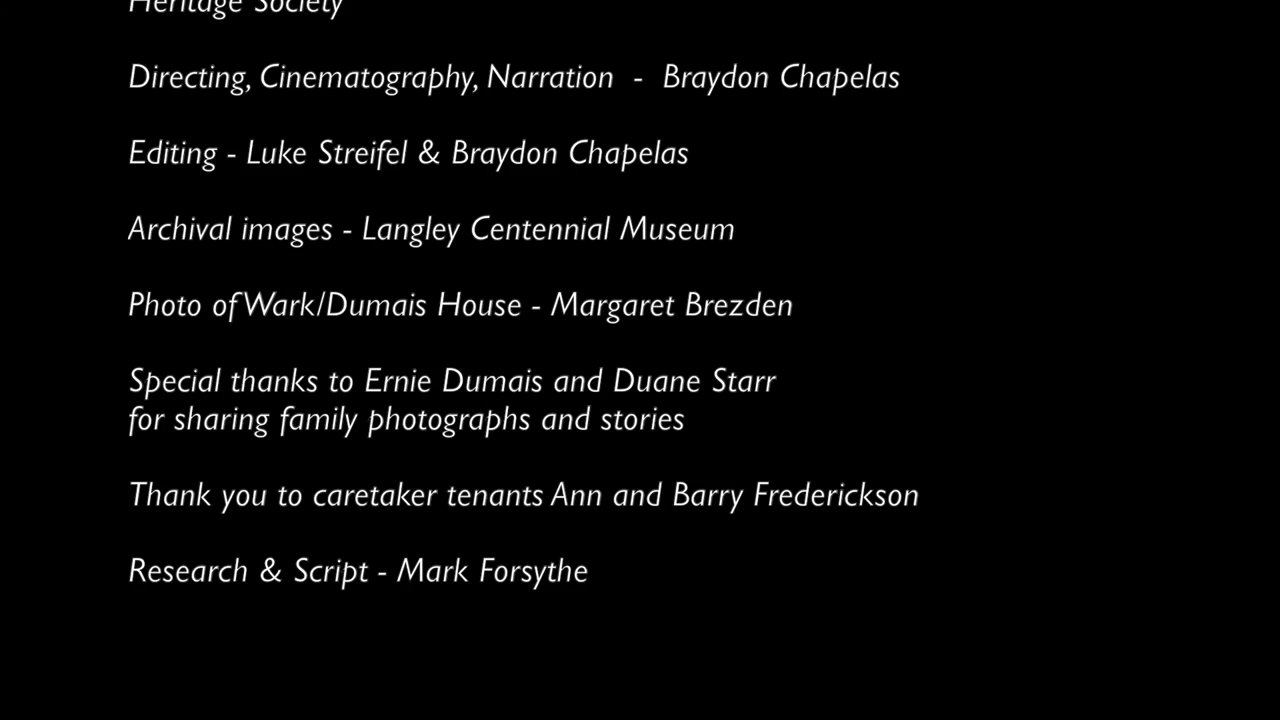 Heritage Society
Directing, Cinematography, Narration - Braydon Chapelas
Editing - Luke Streifel & Braydon Chapelas
Archival images - Langley Centennial Museum
Photo of Wark/Dumais House - Margaret Brezden
Special thanks to Ernie Dumais and Duane Starr
for sharing family photographs and stories
Thank you to caretaker tenants Ann and Barry Frederickson
Research & Script - Mark Forsythe